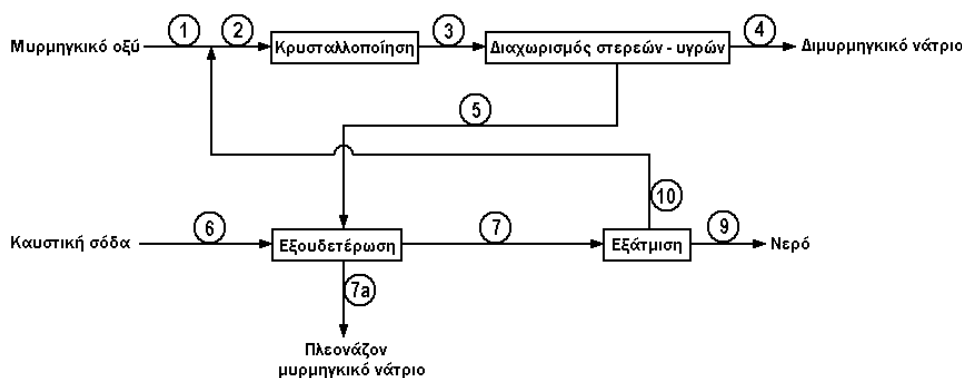 Μυρμηγκικό οξύ 1 2 Κρυσταλλοποίηση 3 Διαχωρισμός στερεών - υγρών 4 Διμυρμηγκικό νάτριο
5
10
Καυστική σόδα 6 Εξουδετέρωση 7 Εξάτμιση 9 Νερό
7a
Πλεονάζον
μυρμηγκικό νάτριο